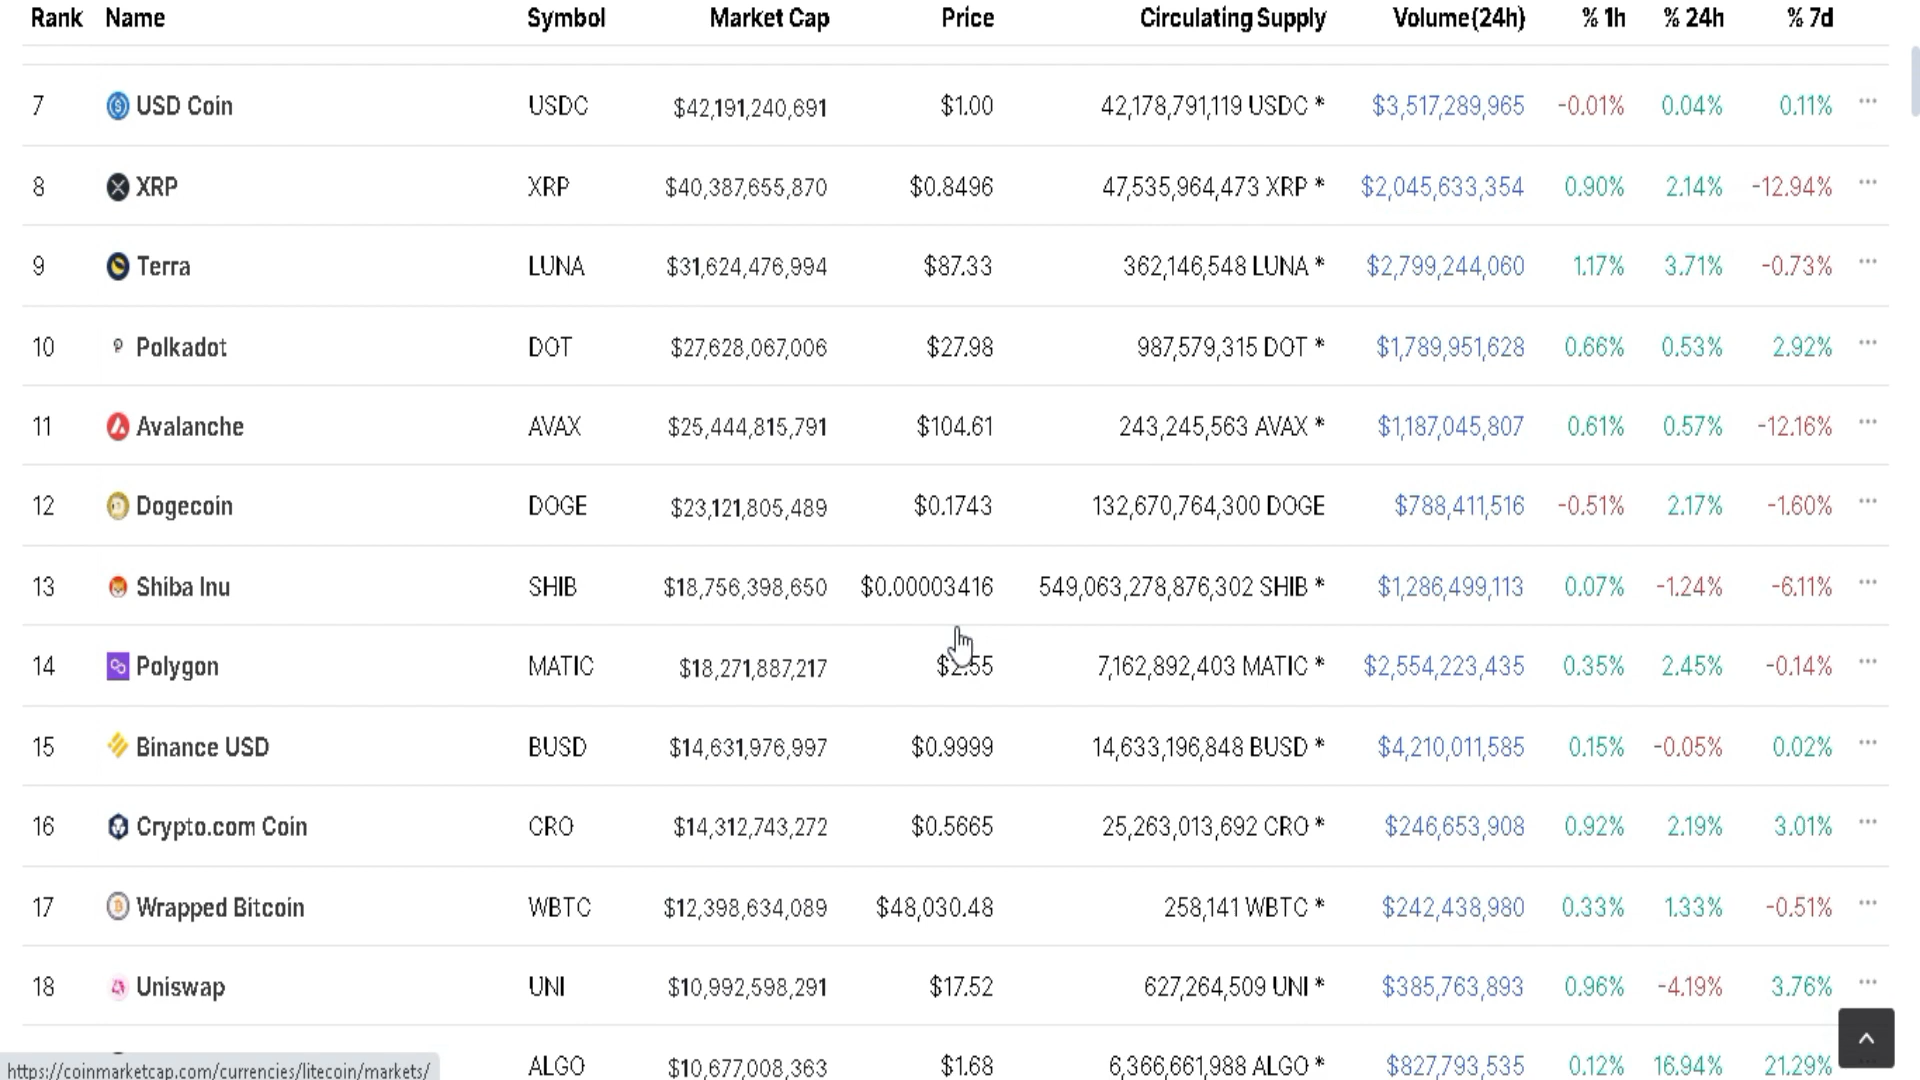 Rank Name Symbol Market Cap Price Circulating Supply Volume(24h) % 1h % 24h % 7d
7 USD Coin USDC $42,191,240,691 $1.00 42,178,791,119 USDC * $3,517,289,965 -0.01% 0.04% 0.11% ...
8 XRP XRP $40,387,655,870 $0.8496 47,535,964,473 XRP * $2,045,633,354 0.90% 2.14% -12.94% ...
9 Terra LUNA $31,624,476,994 $87.33 362,146,548 LUNA * $2,799,244,060 1.17% 3.71% -0.73% ...
10 Polkadot DOT $27,628,067,006 $27.98 987,579,315 DOT * $1,789,951,628 0.66% 0.53% 2.92% ...
11 Avalanche AVAX $25,444,815,791 $104.61 243,245,563 AVAX * $1,187,045,807 0.61% 0.57% -12.16% ...
12 Dogecoin DOGE $23,121,805,489 $0.1743 132,670,764,300 DOGE $788,411,516 -0.51% 2.17% -1.60% ...
13 Shiba Inu SHIB $18,756,398,650 $0.00003416 549,063,278,876,302 SHIB * $1,286,499,113 0.07% -1.24% -6.11% ...
14 Polygon MATIC $18,271,887,217 $2.55 7,162,892,403 MATIC * $2,554,223,435 0.35% 2.45% -0.14% ...
15 Binance USD BUSD $14,631,976,997 $0.9999 14,633,196,848 BUSD * $4,210,011,585 0.15% -0.05% 0.02% ...
16 Crypto.com Coin CRO $14,312,743,272 $0.5665 25,263,013,692 CRO * $246,653,908 0.92% 2.19% 3.01% ...
17 Wrapped Bitcoin WBTC $12,398,634,089 $48,030.48 258,141 WBTC * $242,438,980 0.33% 1.33% -0.51% ...
18 Uniswap UNI $10,992,598,291 $17.52 627,264,509 UNI * $385,763,893 0.96% -4.19% 3.76% ...
ALGO $10,677,008,363 $1.68 6,366,661,988 ALGO * $827,793,535 0.12% 16.94% 21.29%
https://coinmarketcap.com/currencies/litecoin/markets/